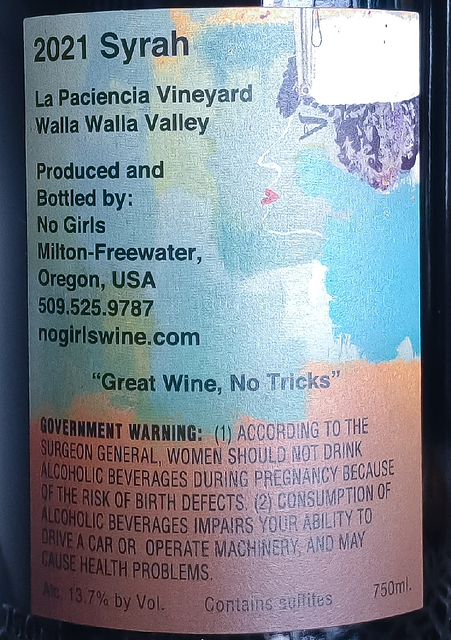 2021 Syrah
La Paciencia Vineyard
Walla Walla Valley
Produced and
Bottled by:
No Girls
Milton-Freewater,
Oregon, USA
509.525.9787
nogirlswine.com
“Great Wine, No Tricks”
GOVERNMENT WARNING: (1) ACCORDING TO THE
SURGEON GENERAL, WOMEN SHOULD NOT DRINK
ALCOHOLIC BEVERAGES DURING PREGNANCY BECAUSE
OF THE RISK OF BIRTH DEFECTS. (2) CONSUMPTION OF
ALCOHOLIC BEVERAGES IMPAIRS YOUR ABILITY TO
DRIVE A CAR OR OPERATE MACHINERY, AND MAY
CAUSE HEALTH PROBLEMS.
Alc 13.7% by Vol. Contains sulfites 750ml.